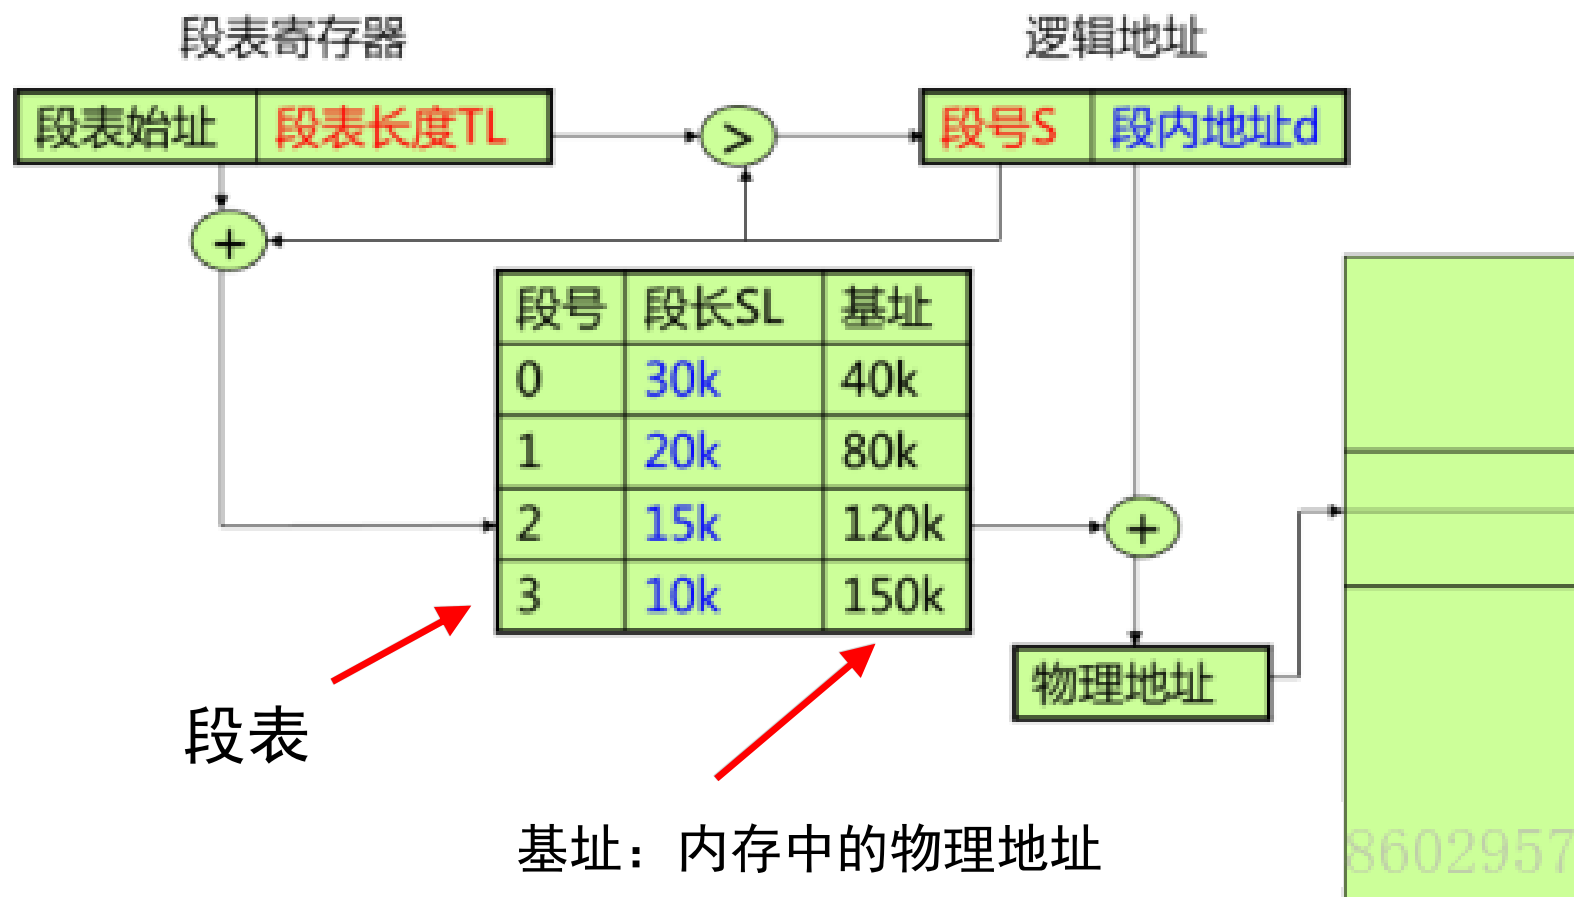 段表寄存器
逻辑地址
段表始址 段表长度TL
>
段号S 段内地址d
+
段号 段长SL 基址
0 30k 40k
1 20k 80k
2 15k 120k
3 10k 150k
+
物理地址
段表
基址：内存中的物理地址
8602957